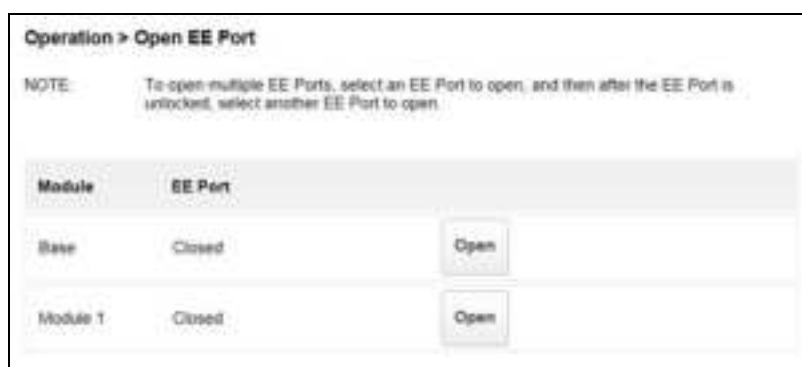 Operation > Open EE Port
NOTE: To open multiple EE Ports, select an EE Port to open, and then after the EE Port is
unlocked, select another EE Port to open.
Module EE Port
Base Closed Open
Module 1 Closed Open